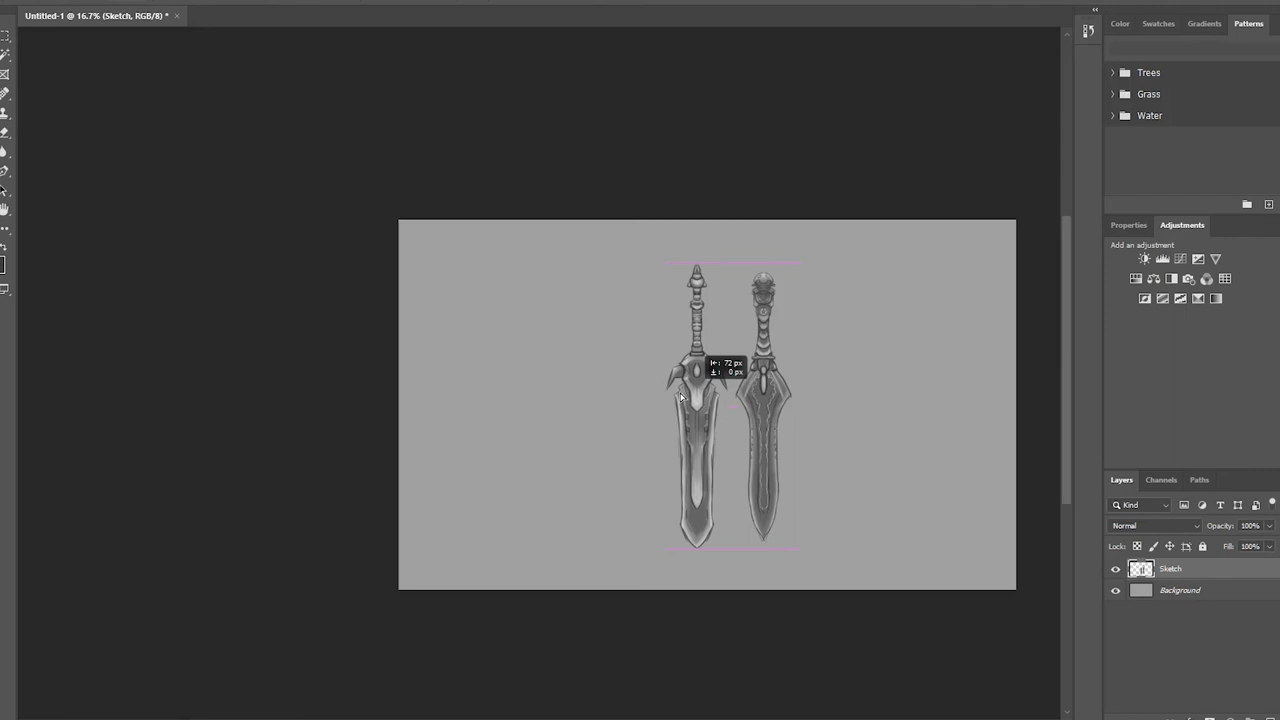 Untitled-1 @ 16.7% (Sketch, RGB/8) *
Color Swatches Gradients Patterns
Trees
Grass
Water
Properties Adjustments
Add an adjustment
72 px
0 px
Layers Channels Paths
Kind
Normal Opacity: 100%
Lock: Fill: 100%
Sketch
Background